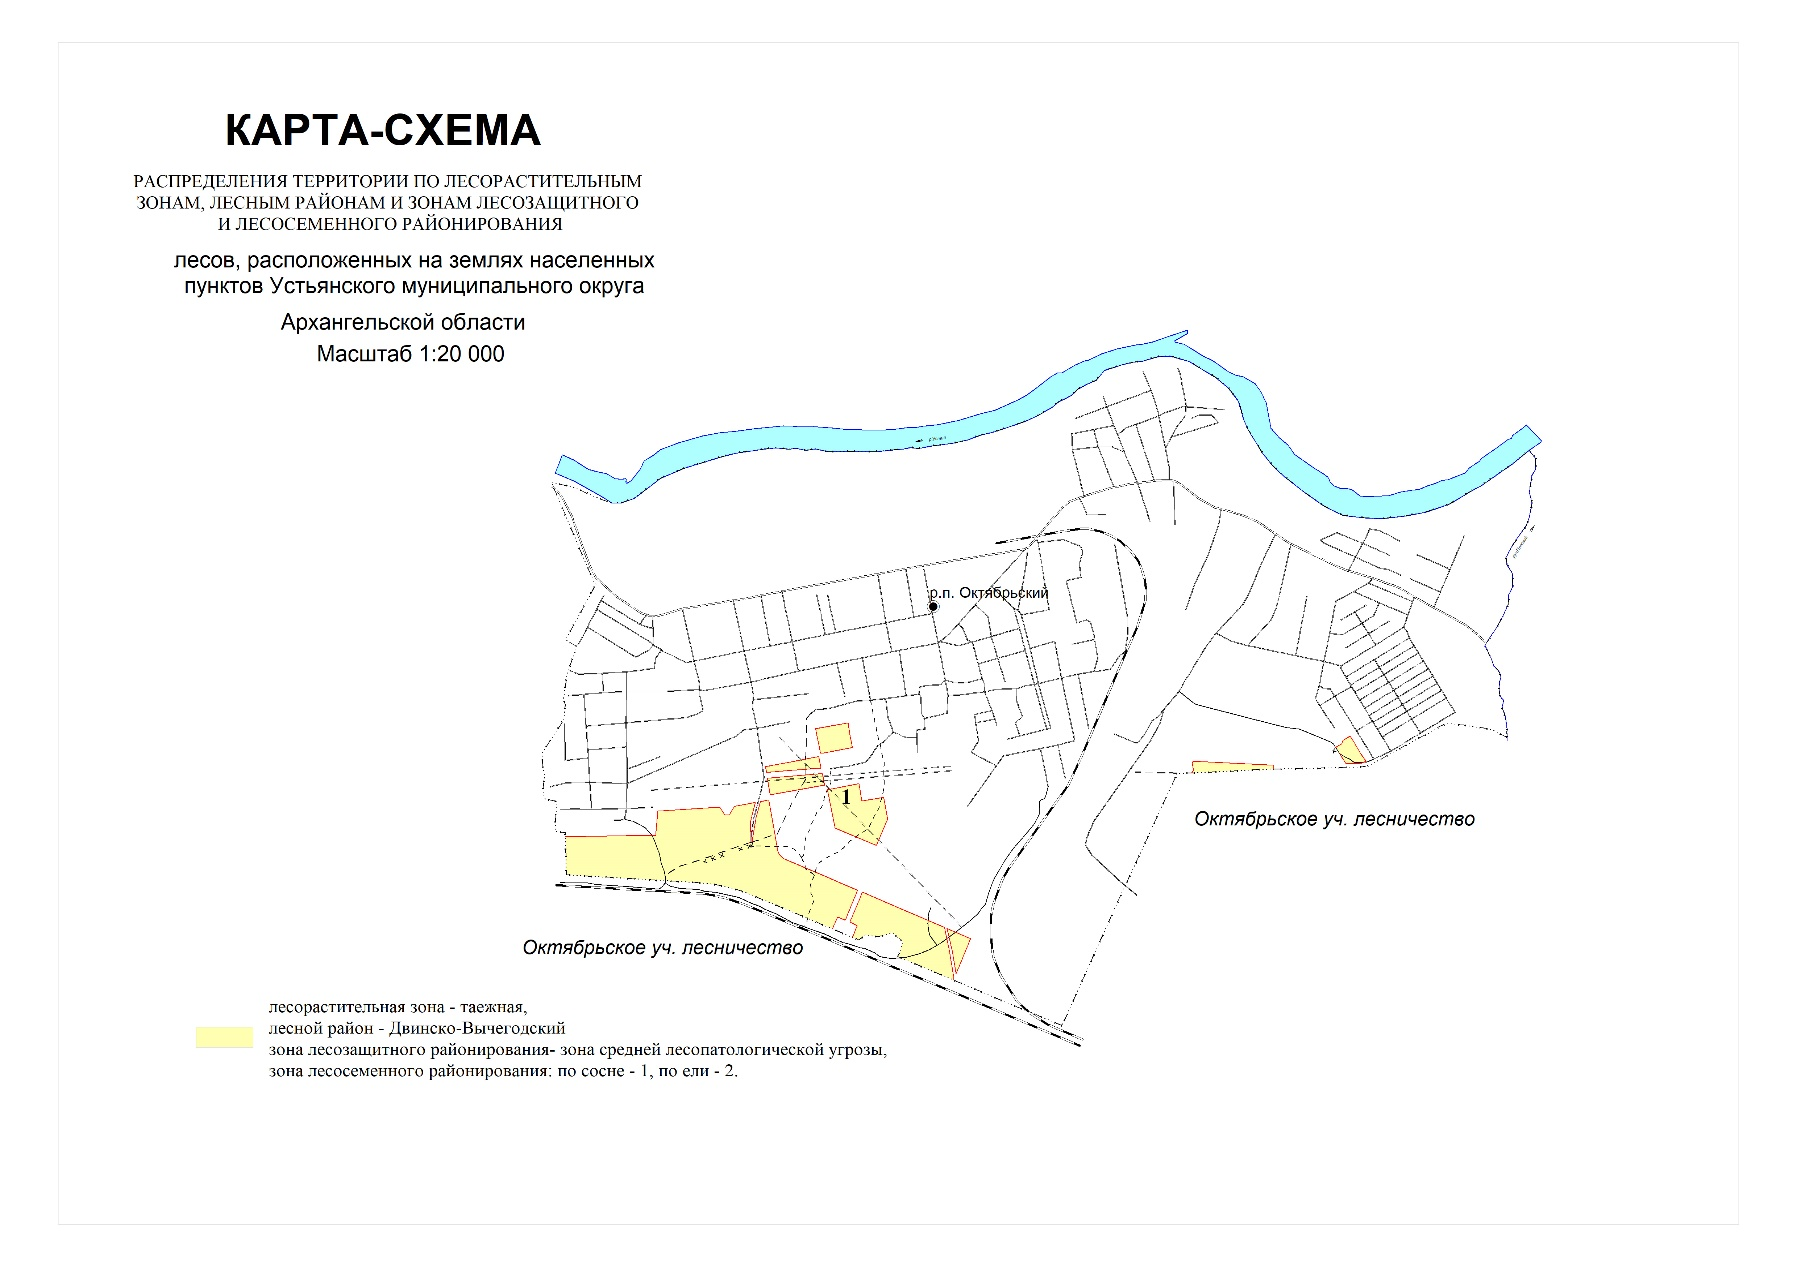 КАРТА-СХЕМА
РАСПРЕДЕЛЕНИЯ ТЕРРИТОРИИ ПО ЛЕСОРАСТИТЕЛЬНЫМ
ЗОНАМ, ЛЕСНЫМ РАЙОНАМ И ЗОНАМ ЛЕСОЗАЩИТНОГО
И ЛЕСОСЕМЕННОГО РАЙОНИРОВАНИЯ
лесов, расположенных на землях населенных
пунктов Устьянского муниципального округа
Архангельской области
Масштаб 1:20 000
р.п. Октябрьский
1
Октябрьское уч. лесничество
Октябрьское уч. лесничество
лесорастительная зона - таежная,
лесной район - Двинско-Вычегодский
зона лесозащитного районирования- зона средней лесопатологической угрозы,
зона лесосеменного районирования: по сосне - 1, по ели - 2.